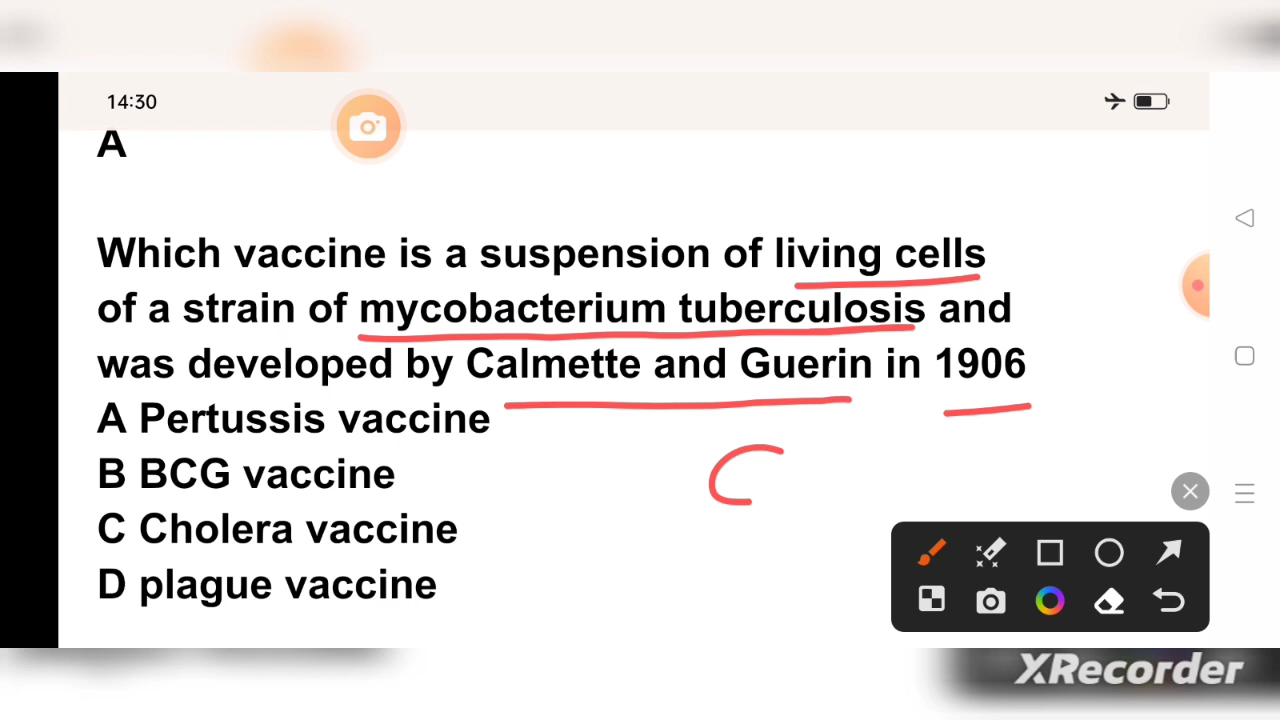 14:30
A
Which vaccine is a suspension of living cells
of a strain of mycobacterium tuberculosis and
was developed by Calmette and Guerin in 1906
A Pertussis vaccine
B BCG vaccine
C
C Cholera vaccine
D plague vaccine
XRecorder